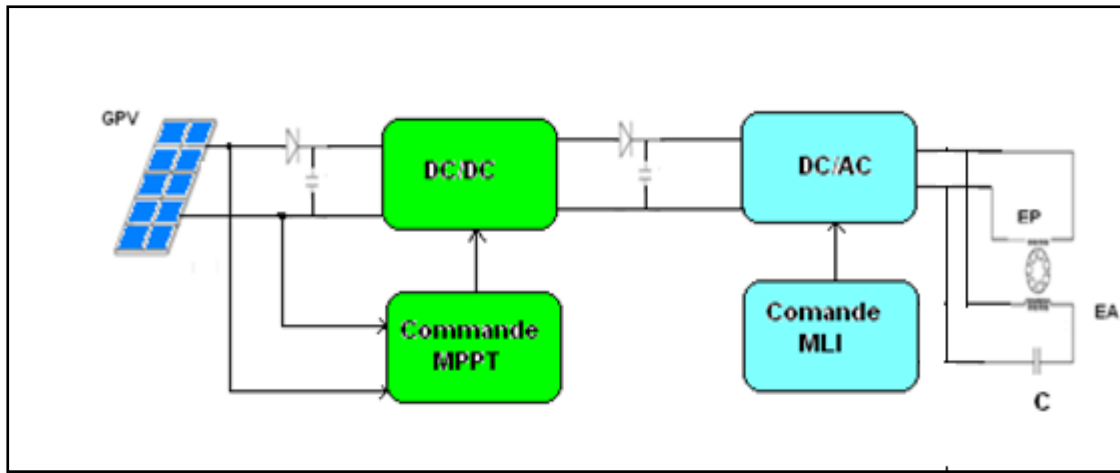 GPV
DC/DC
DC/AC
EP
Commande
MPPT
Comande
MLI
EA
C